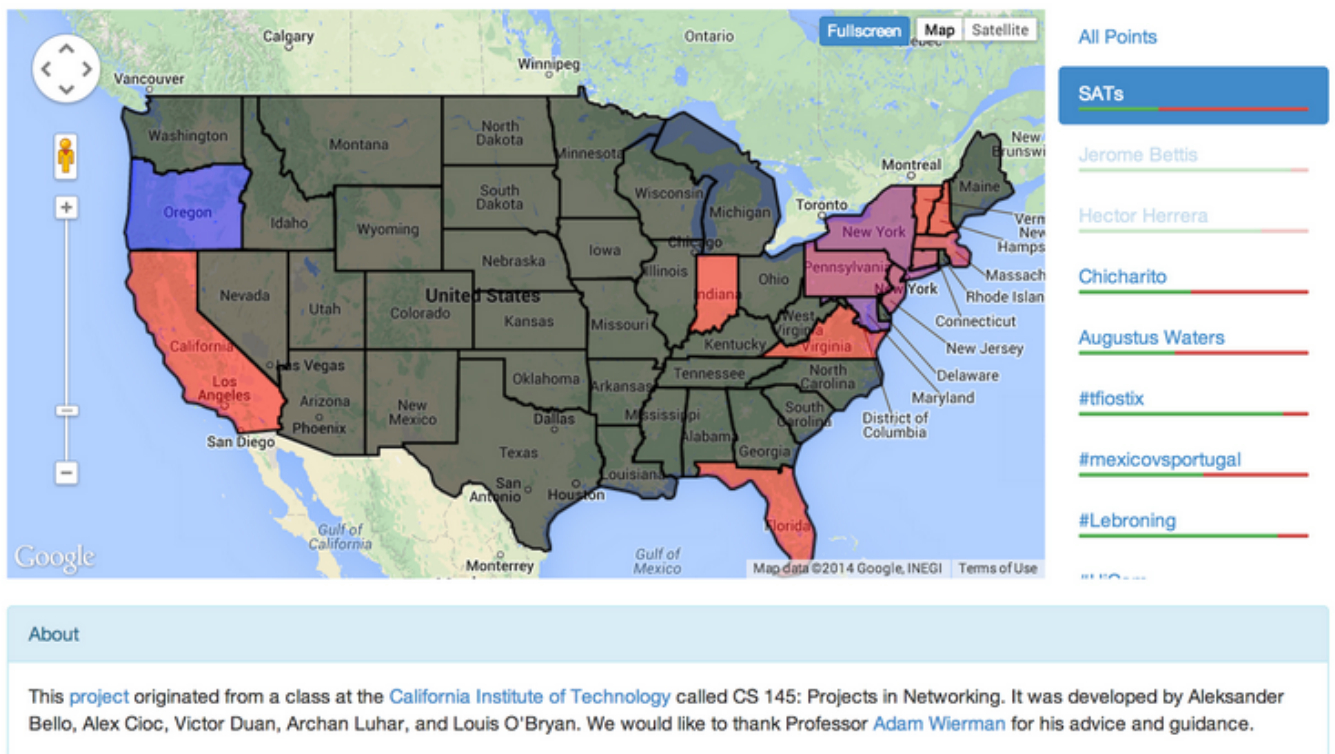 Calgary
Ontario
Fullscreen
Map
Satellite
Vancouver
Winnipeg
Washington
Montana
North
Dakota
Minnesota
Montreal
New
Brunswi
Oregon
Idaho
South
Dakota
Wisconsin
Michigan
Toronto
Maine
Wyoming
New York
Verm
New
Hamps
Iowa
Chicago
Nebraska
Illinois
Indiana
Ohio
Pennsylvania
Massach
Nevada
Utah
United States
Colorado
Kansas
Missouri
West
Virginia
New York
Rhode Islan
Connecticut
California
Kentucky
Virginia
New Jersey
Las Vegas
Oklahoma
Tennessee
North
Carolina
Delaware
Los
Angeles
Arizona
Phoenix
New
Mexico
Arkansas
Dallas
Mississippi
Alabama
South
Carolina
Maryland
District of
Columbia
San Diego
Texas
Georgia
San
Antonio
Houston
Louisiana
Gulf of
California
Florida
Google
Monterrey
Gulf of
Mexico
Map data ©2014 Google, INEGI
Terms of Use
All Points
SATs
Jerome Bettis
Hector Herrera
Chicharito
Augustus Waters
#tfiostix
#mexicovsportugal
#Lebroning
About
This project originated from a class at the California Institute of Technology called CS 145: Projects in Networking. It was developed by Aleksander
Bello, Alex Cioc, Victor Duan, Archan Luhar, and Louis O'Bryan. We would like to thank Professor Adam Wierman for his advice and guidance.